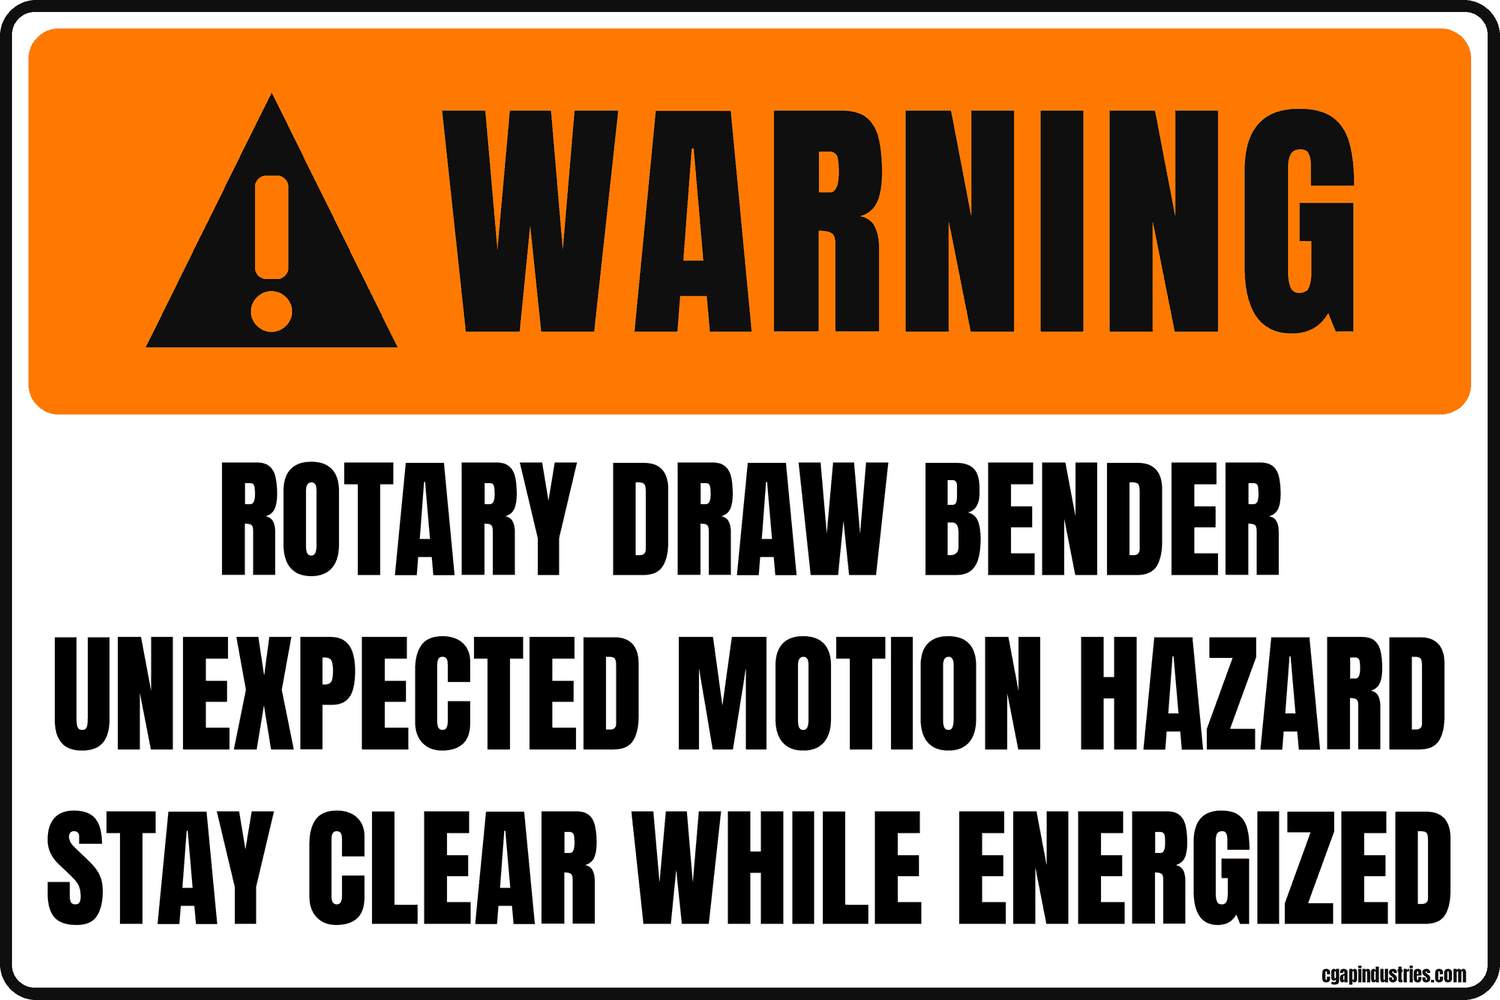 WARNING
ROTARY DRAW BENDER
UNEXPECTED MOTION HAZARD
STAY CLEAR WHILE ENERGIZED
cgapindustries.com